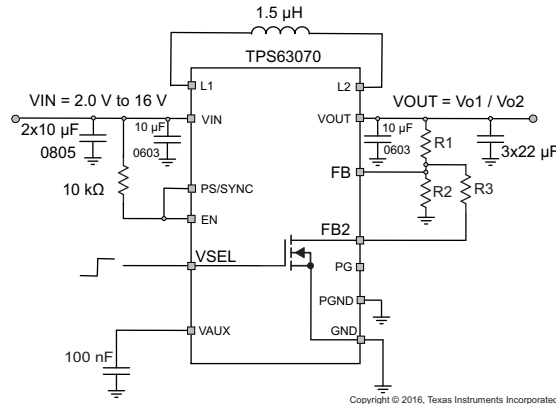 1.5 µH
TPS63070
L1
L2
VIN = 2.0 V to 16 V
VIN
VOUT
VOUT = Vo1 / Vo2
2x10 µF
0805
10 µF
0603
10 µF
0603
R1
3x22 µF
FB
R2
R3
10 kΩ
PS/SYNC
EN
FB2
VSEL
PG
PGND
VAUX
GND
100 nF
Copyright © 2016, Texas Instruments Incorporated